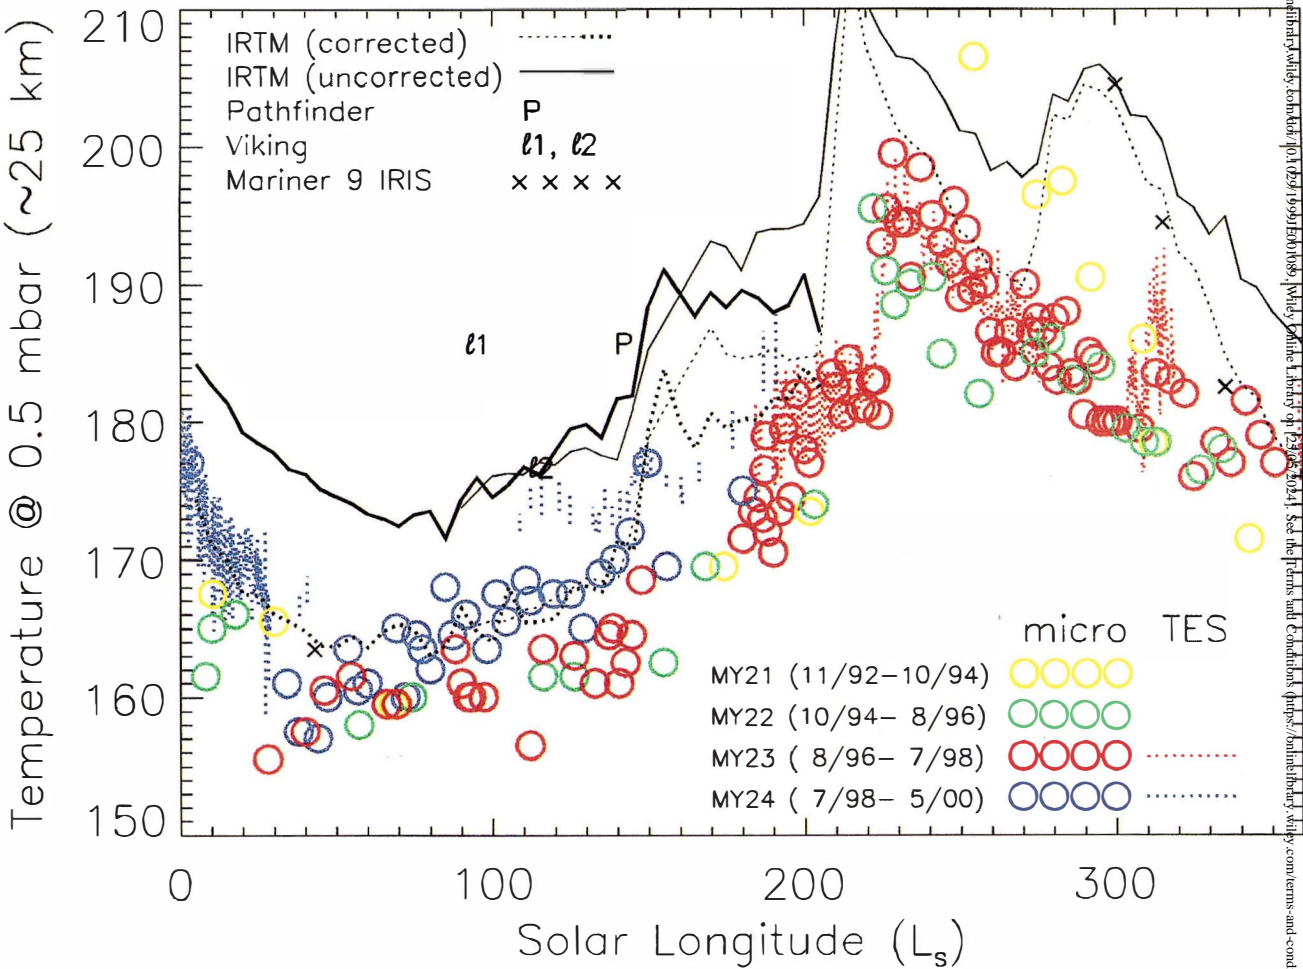 210
200
190
180
170
160
150
Temperature @ 0.5 mbar (~25 km)
IRTM (corrected)
IRTM (uncorrected)
Pathfinder P
Viking ℓ1, ℓ2
Mariner 9 IRIS × × × ×
ℓ1
P
ℓ2
micro TES
MY21 (11/92–10/94)
MY22 (10/94– 8/96)
MY23 ( 8/96– 7/98)
MY24 ( 7/98– 5/00)
0 100 200 300
Solar Longitude (Ls)